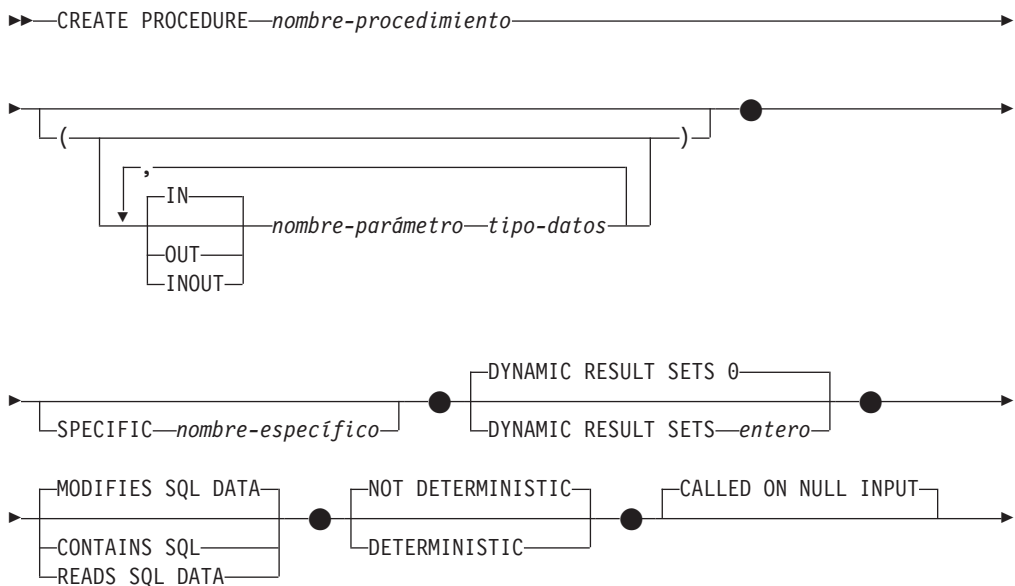 CREATE PROCEDURE nombre-procedimiento
( )
,
IN
nombre-parámetro tipo-datos
OUT
INOUT
DYNAMIC RESULT SETS 0
SPECIFIC nombre-específico DYNAMIC RESULT SETS entero
MODIFIES SQL DATA NOT DETERMINISTIC CALLED ON NULL INPUT
CONTAINS SQL DETERMINISTIC
READS SQL DATA